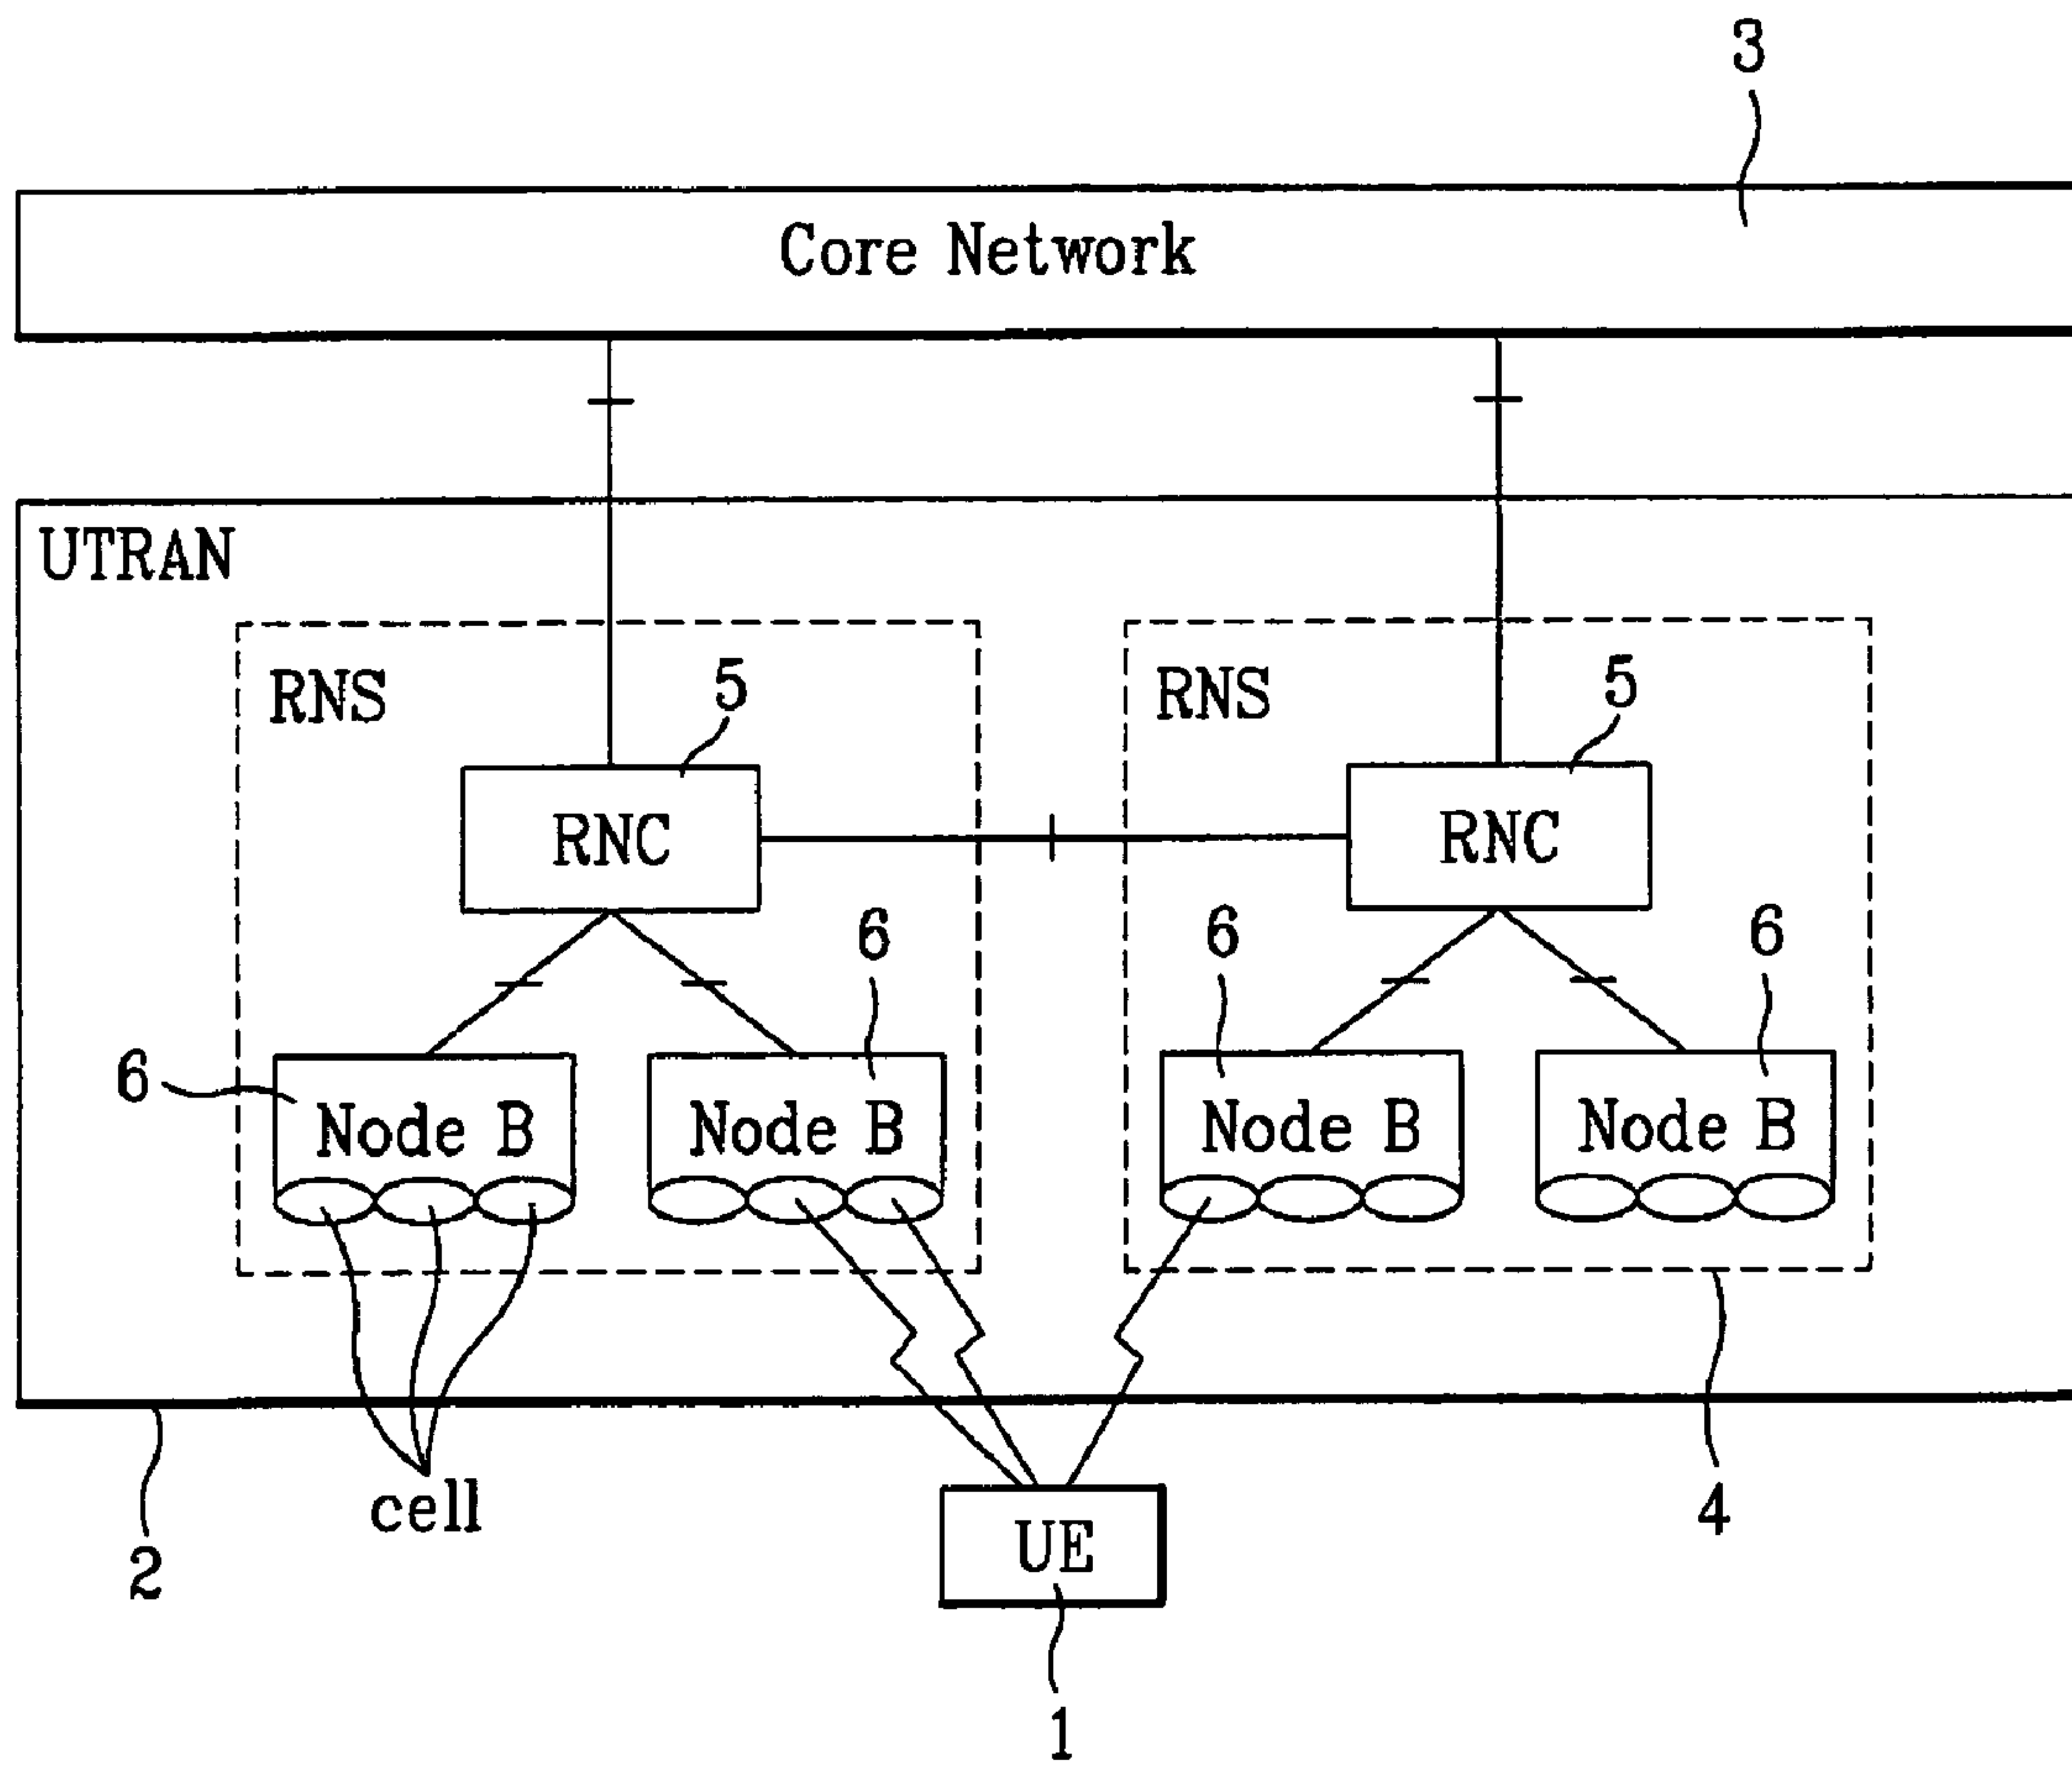 3
Core Network
UTRAN
RNS
5
RNS
5
RNC
RNC
6
6
6
6
Node B
Node B
Node B
Node B
cell
2
UE
4
1